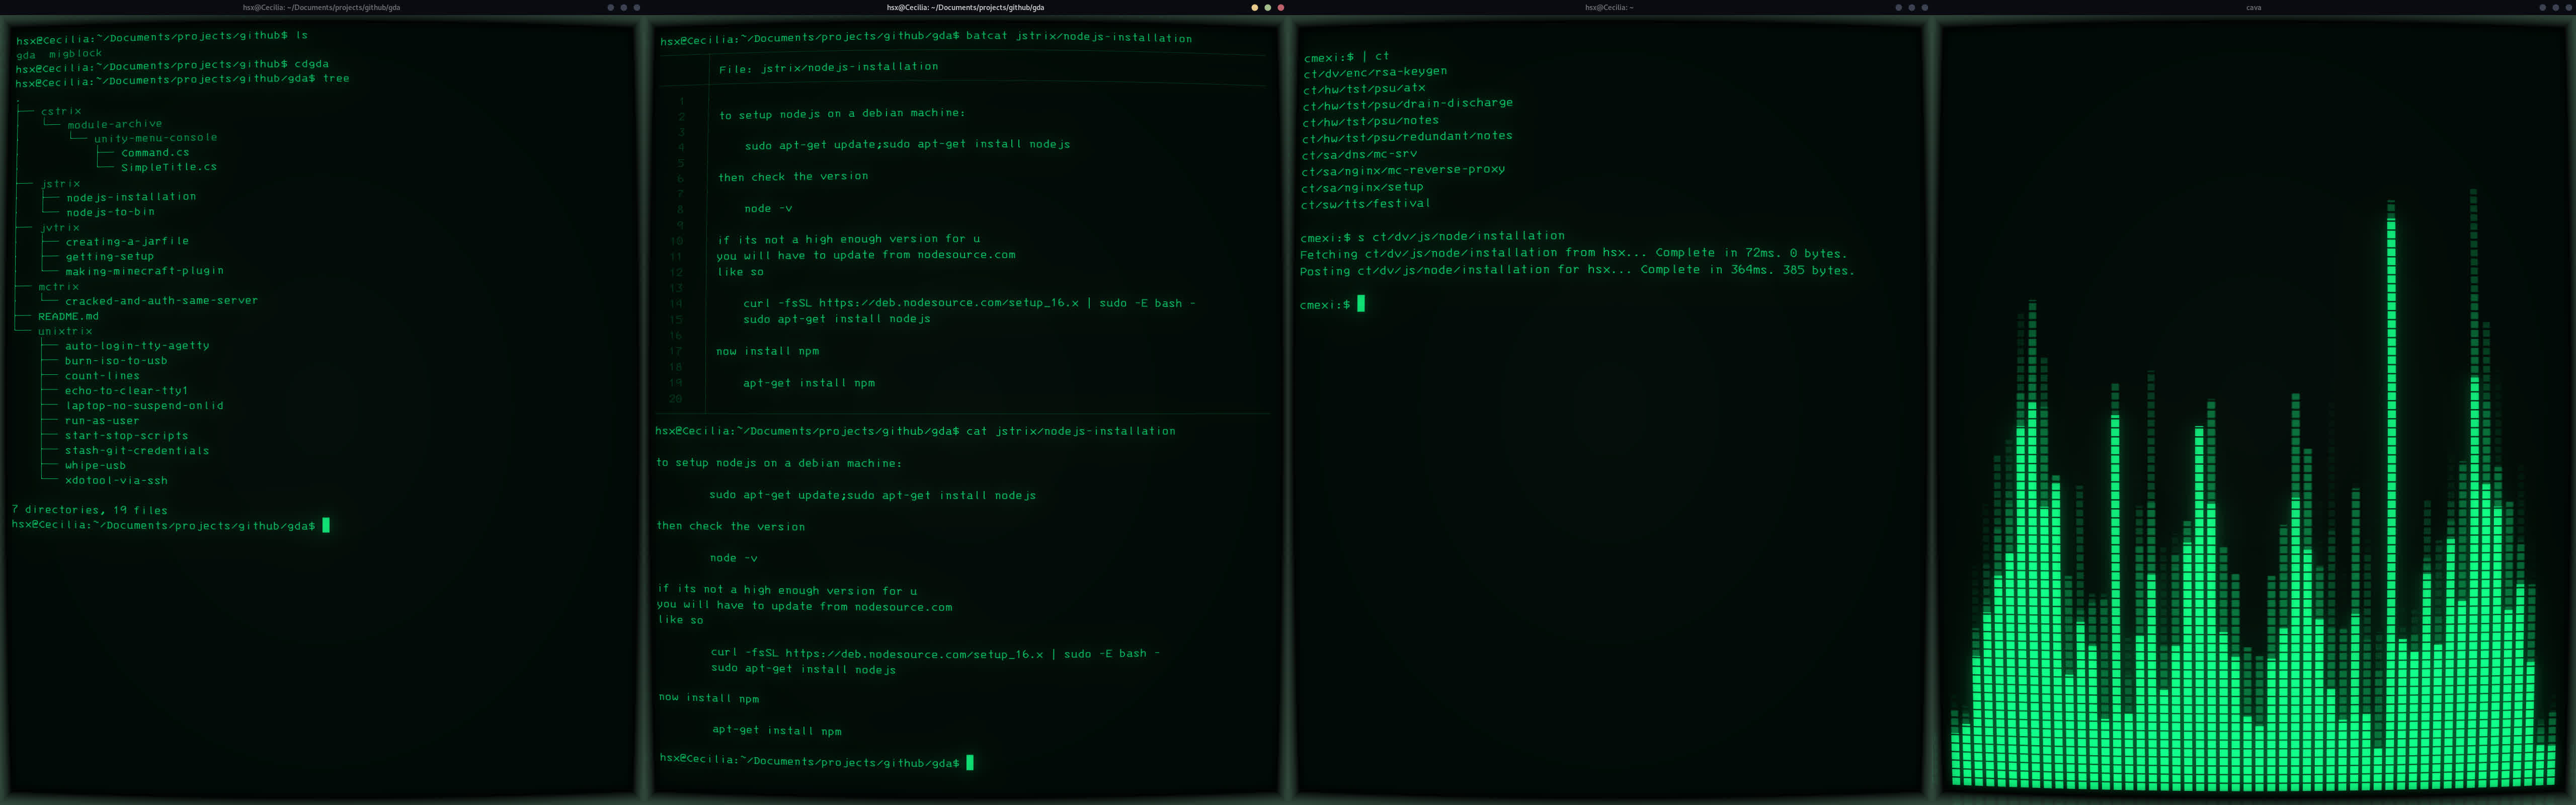 hsx@Cecilia: ~/Documents/projects/github/gda
hsx@Cecilia:~/Documents/projects/github$ ls
gda  migblock
hsx@Cecilia:~/Documents/projects/github$ cdgda
hsx@Cecilia:~/Documents/projects/github/gda$ tree
.
├── cstrix
│   └── module-archive
│       └── unity-menu-console
│           ├── Command.cs
│           └── SimpleTitle.cs
├── jstrix
│   ├── nodejs-installation
│   └── nodejs-to-bin
├── jvtrix
│   ├── creating-a-jarfile
│   ├── getting-setup
│   └── making-minecraft-plugin
├── mctrix
│   └── cracked-and-auth-same-server
├── README.md
└── unixtrix
    ├── auto-login-tty-agetty
    ├── burn-iso-to-usb
    ├── count-lines
    ├── echo-to-clear-tty1
    ├── laptop-no-suspend-onlid
    ├── run-as-user
    ├── start-stop-scripts
    ├── stash-git-credentials
    ├── whipe-usb
    └── xdotool-via-ssh
7 directories, 19 files
hsx@Cecilia:~/Documents/projects/github/gda$
hsx@Cecilia: ~/Documents/projects/github/gda
hsx@Cecilia:~/Documents/projects/github/gda$ batcat jstrix/nodejs-installation
File: jstrix/nodejs-installation
1
2 to setup nodejs on a debian machine:
3
4 sudo apt-get update;sudo apt-get install nodejs
5
6 then check the version
7
8 node -v
9
10 if its not a high enough version for u
11 you will have to update from nodesource.com
12 like so
13
14 curl -fsSL https://deb.nodesource.com/setup_16.x | sudo -E bash -
15 sudo apt-get install nodejs
16
17 now install npm
18
19 apt-get install npm
20
hsx@Cecilia:~/Documents/projects/github/gda$ cat jstrix/nodejs-installation
to setup nodejs on a debian machine:
sudo apt-get update;sudo apt-get install nodejs
then check the version
node -v
if its not a high enough version for u
you will have to update from nodesource.com
like so
curl -fsSL https://deb.nodesource.com/setup_16.x | sudo -E bash -
sudo apt-get install nodejs
now install npm
apt-get install npm
hsx@Cecilia:~/Documents/projects/github/gda$
hsx@Cecilia: ~
cmexi:$ | ct
ct/dv/enc/rsa-keygen
ct/hw/tst/psu/atx
ct/hw/tst/psu/drain-discharge
ct/hw/tst/psu/notes
ct/hw/tst/psu/redundant/notes
ct/sa/dns/mc-srv
ct/sa/nginx/mc-reverse-proxy
ct/sa/nginx/setup
ct/sw/tts/festival
cmexi:$ s ct/dv/js/node/installation
Fetching ct/dv/js/node/installation from hsx... Complete in 72ms. 0 bytes.
Posting ct/dv/js/node/installation for hsx... Complete in 364ms. 385 bytes.
cmexi:$
cava